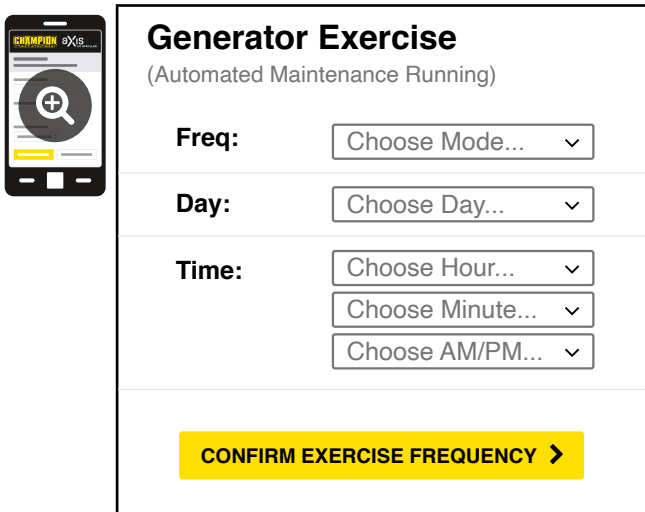 CHAMPION aXis
Generator Exercise
(Automated Maintenance Running)
Freq:
Choose Mode...
Day:
Choose Day...
Time:
Choose Hour...
Choose Minute...
Choose AM/PM...
CONFIRM EXERCISE FREQUENCY